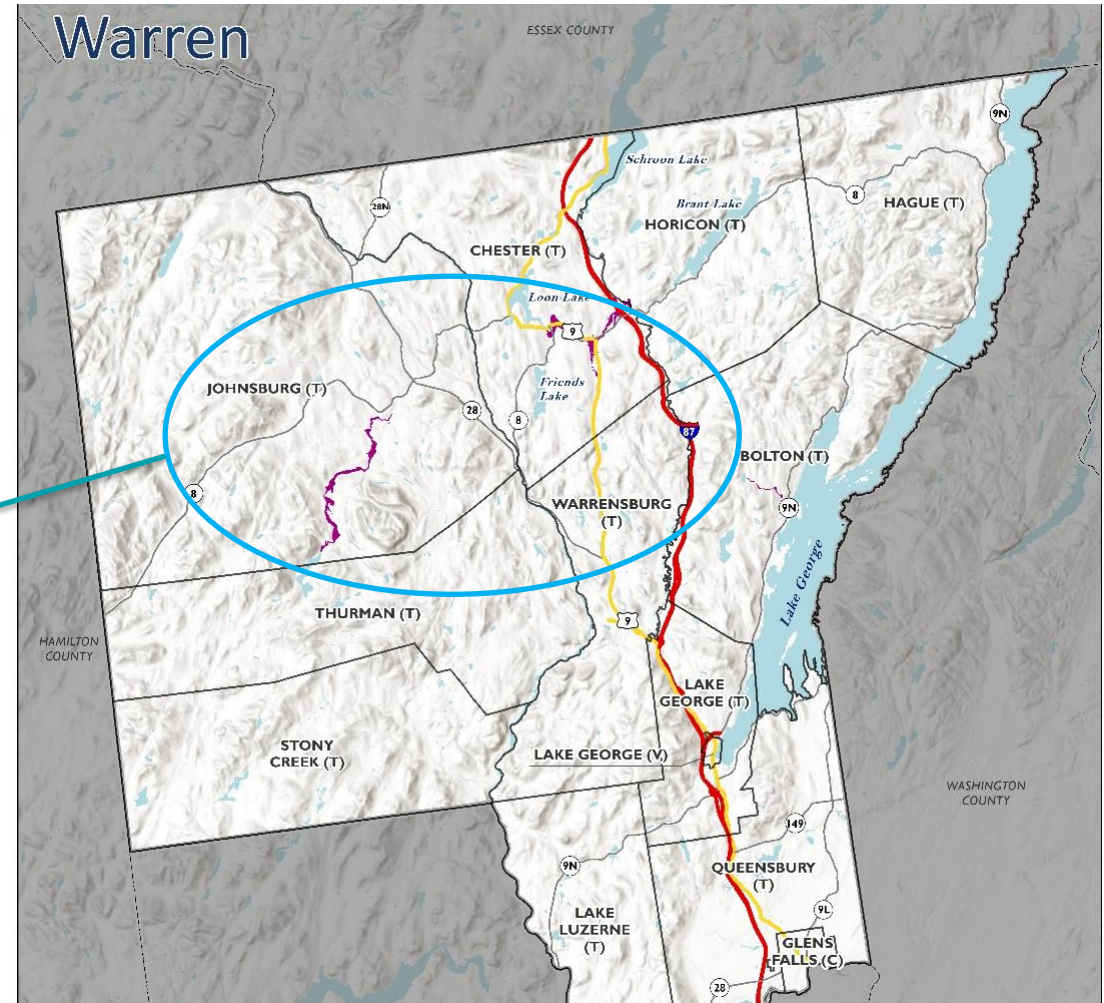 Warren
ESSEX COUNTY
9N
Schroon Lake
8
HAGUE (T)
28N
Brant Lake
HORICON (T)
CHESTER (T)
Loon Lake
9
JOHNSBURG (T)
Friends
Lake
28
8
87
BOLTON (T)
8
WARRENSBURG
(T)
9N
Lake George
THURMAN (T)
9
HAMILTON
COUNTY
LAKE
GEORGE (T)
STONY
CREEK (T)
LAKE GEORGE (V)
WASHINGTON
COUNTY
149
9N
QUEENSBURY
(T)
LAKE
LUZERNE
(T)
9L
GLENS
FALLS (C)
28